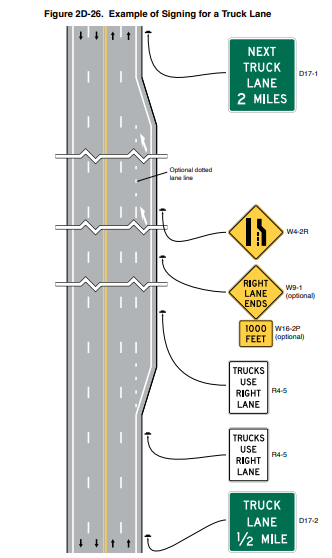 Figure 2D-26. Example of Signing for a Truck Lane
NEXT
TRUCK
LANE
2 MILES
D17-1
Optional dotted
lane line
W4-2R
RIGHT
LANE
ENDS
W9-1
(optional)
1000
FEET
W16-2P
(optional)
TRUCKS
USE
RIGHT
LANE
R4-5
TRUCKS
USE
RIGHT
LANE
R4-5
TRUCK
LANE
1/2 MILE
D17-2